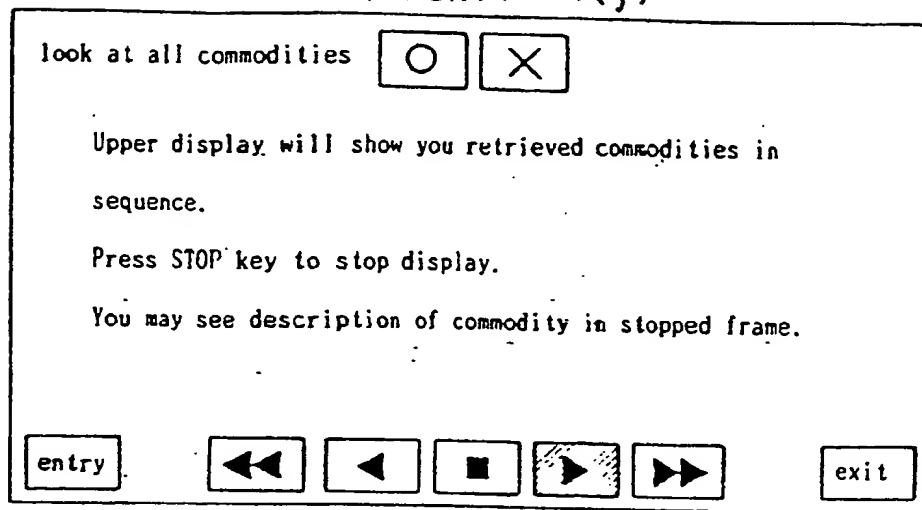 look at all commodities
Upper display will show you retrieved commodities in
sequence.
Press STOP key to stop display.
You may see description of commodity in stopped frame.
entry
exit